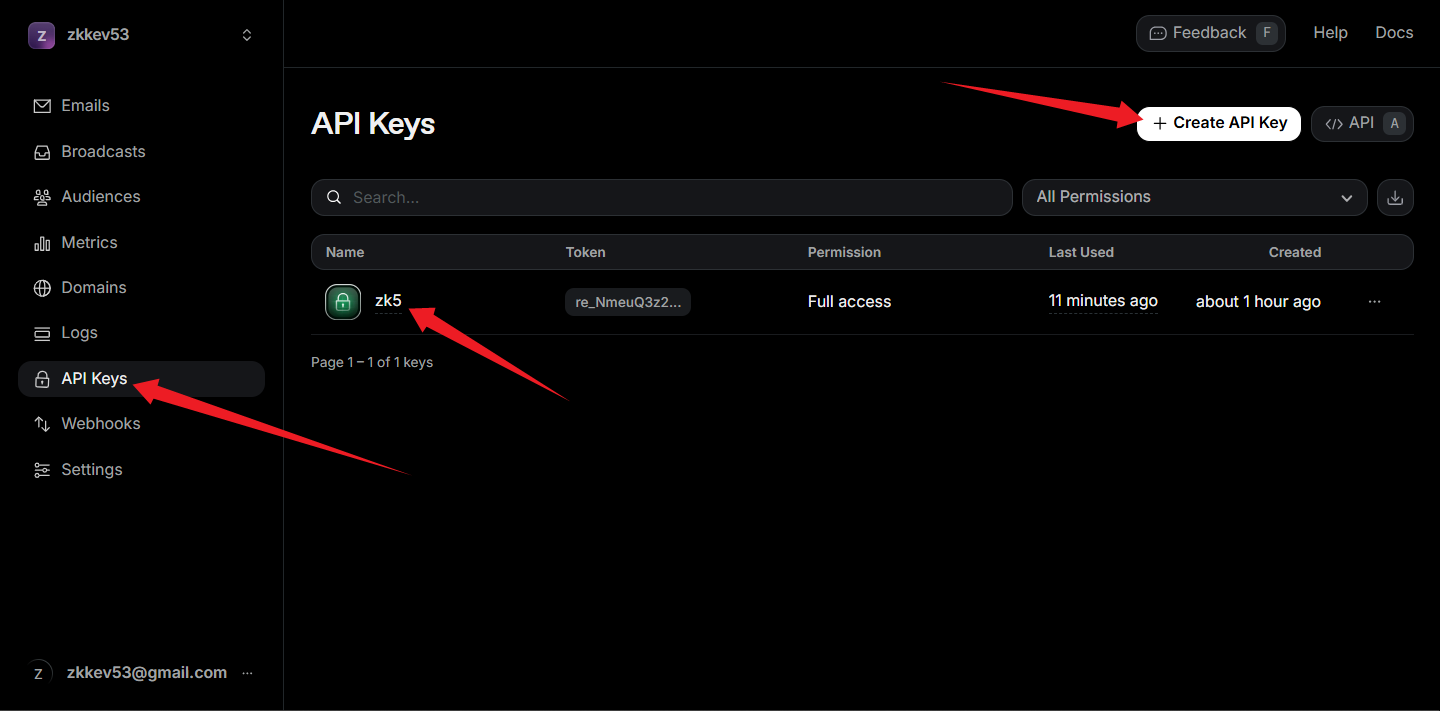 Z zkkev53
Feedback F Help Docs
Emails
Broadcasts
Audiences
Metrics
Domains
Logs
API Keys
Webhooks
Settings
Z zkkev53@gmail.com ...
API Keys
+ Create API Key
</> API A
Search...
All Permissions
Name Token Permission Last Used Created
zk5 re_NmeuQ3z2... Full access 11 minutes ago about 1 hour ago ...
Page 1 – 1 of 1 keys